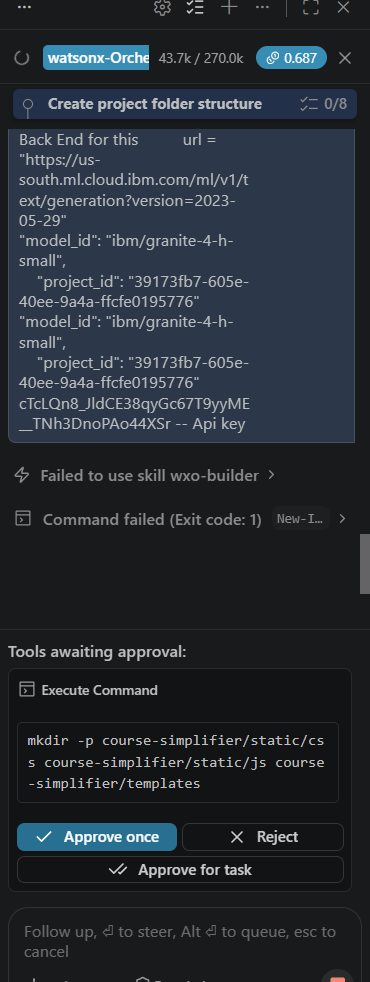 watsonx-Orche
43.7k / 270.0k
0.687
Create project folder structure
0/8
Back End for this url =
"https://us-
south.ml.cloud.ibm.com/ml/v1/t
ext/generation?version=2023-
05-29"
"model_id": "ibm/granite-4-h-
small",
"project_id": "39173fb7-605e-
40ee-9a4a-ffcfe0195776"
"model_id": "ibm/granite-4-h-
small",
"project_id": "39173fb7-605e-
40ee-9a4a-ffcfe0195776"
cTcLQn8_JldCE38qyGc67T9yyME
__TNh3DnoPAo44XSr -- Api key
Failed to use skill wxo-builder
Command failed (Exit code: 1)
New-I…
Tools awaiting approval:
Execute Command
mkdir -p course-simplifier/static/cs
s course-simplifier/static/js course
-simplifier/templates
Approve once
Reject
Approve for task
Follow up, ⏎ to steer, Alt ⏎ to queue, esc to
cancel